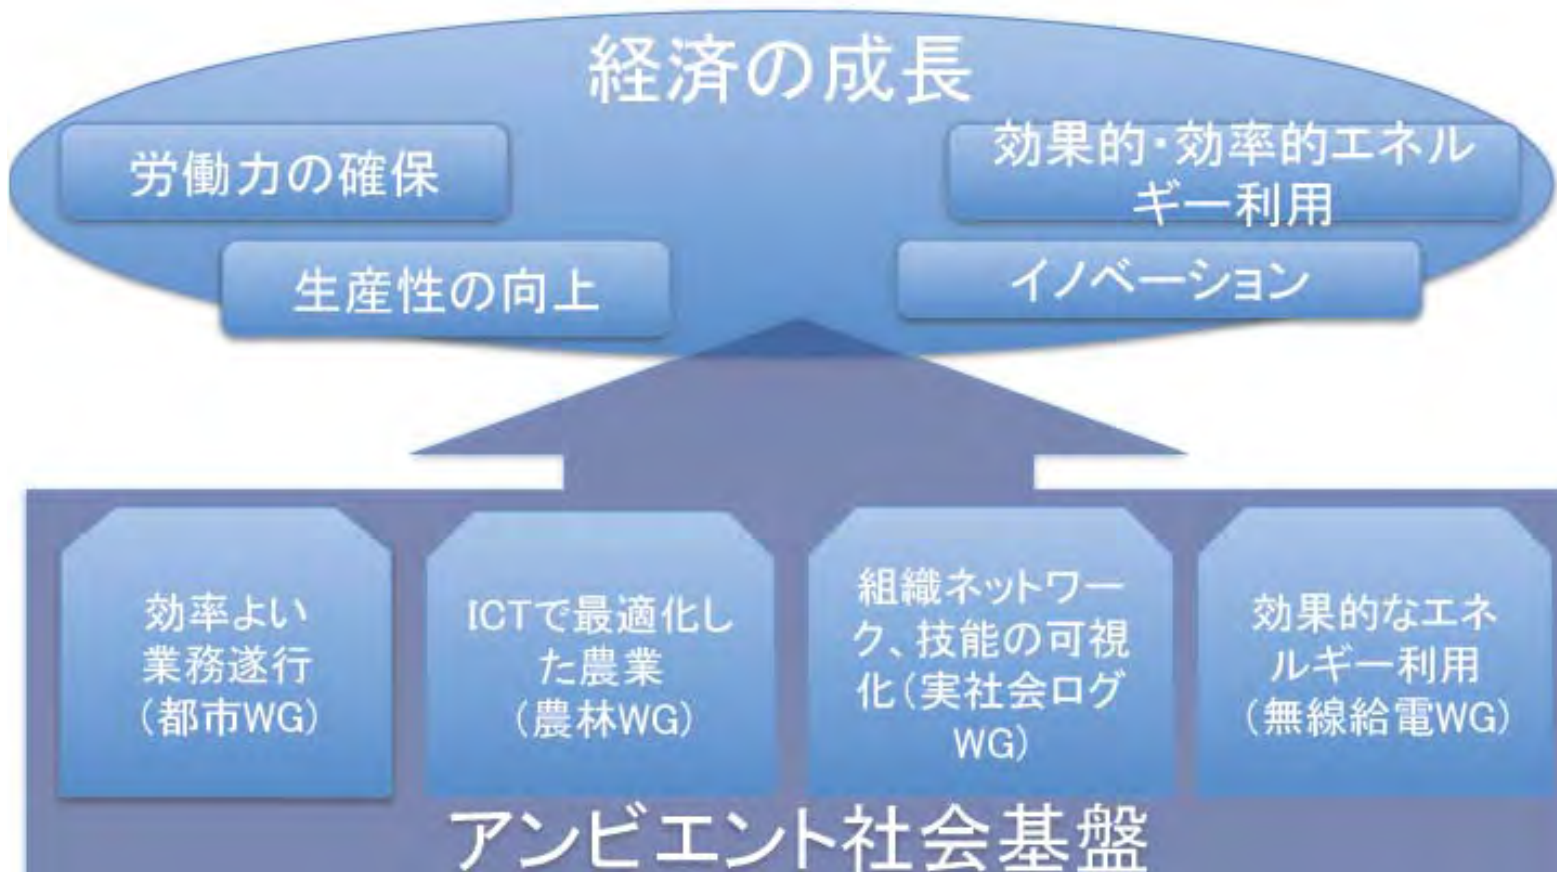 経済の成長
労働力の確保
効果的・効率的エネル
ギー利用
生産性の向上
イノベーション
効率よい
業務遂行
(都市WG)
ICTで最適化し
た農業
(農林WG)
組織ネットワー
ク、技能の可視
化(実社会ログ
WG)
効果的なエネ
ルギー利用
(無線給電WG)
アンビエント社会基盤